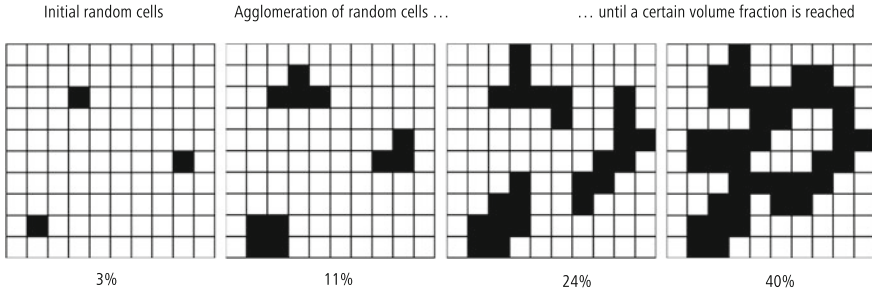 Initial random cells
Agglomeration of random cells …
… until a certain volume fraction is reached
3%
11%
24%
40%